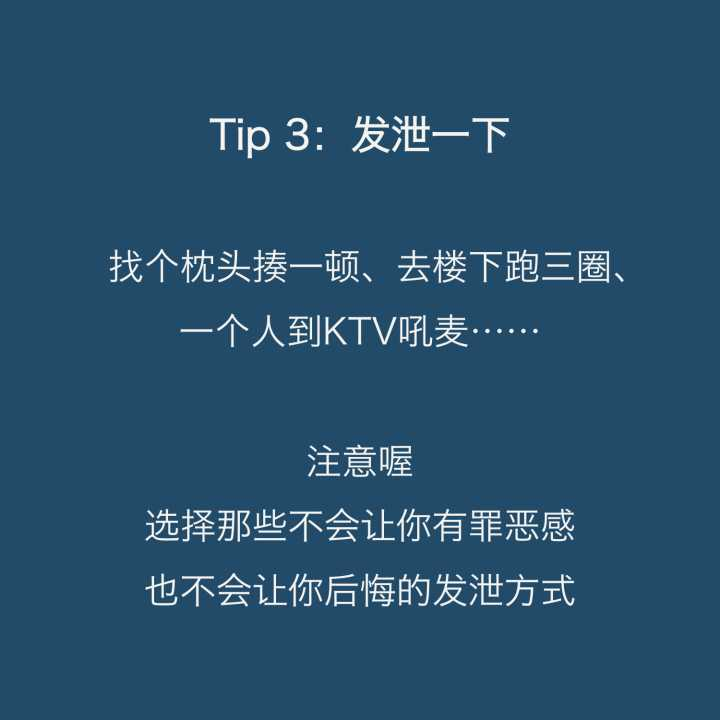 Tip 3：发泄一下
找个枕头揍一顿、去楼下跑三圈、
一个人到KTV吼麦……
注意喔
选择那些不会让你有罪恶感
也不会让你后悔的发泄方式